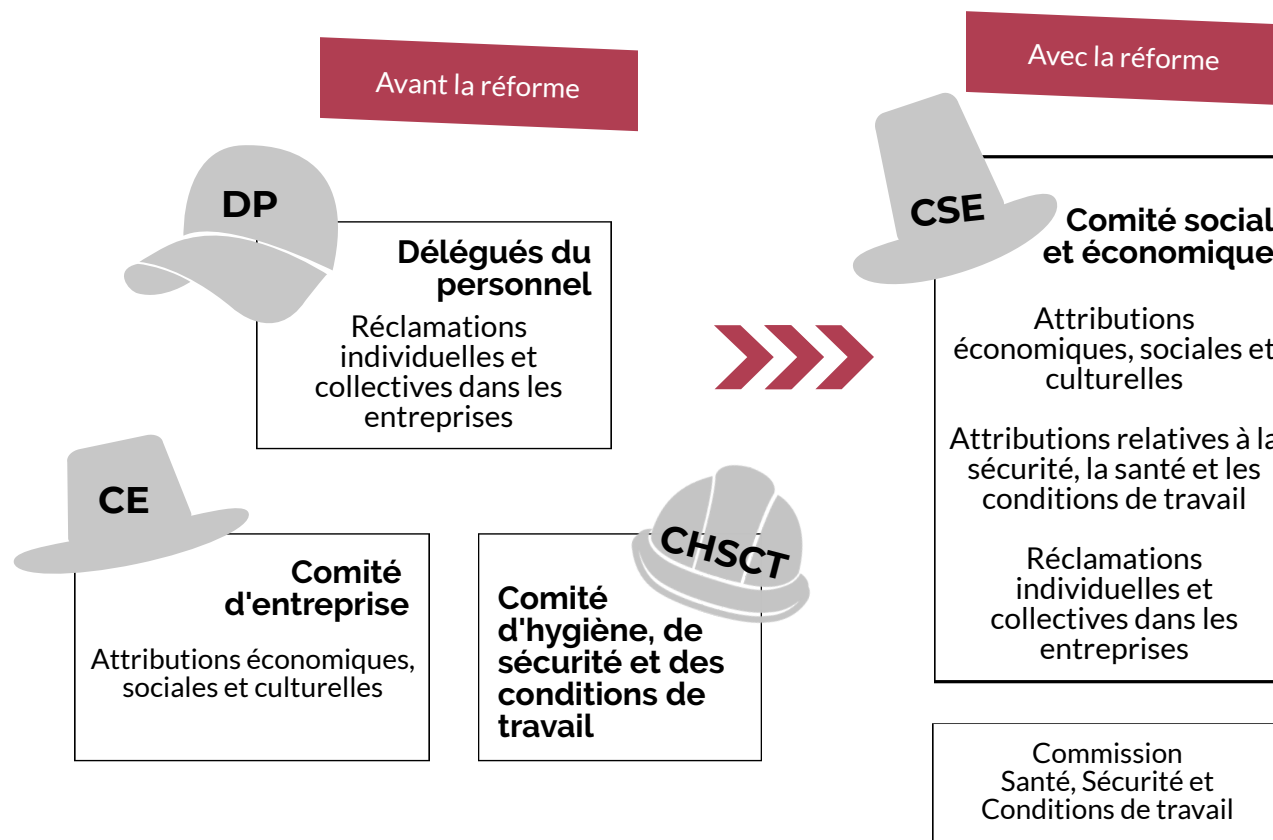 Avant la réforme
DP
Délégués du
personnel
Réclamations
individuelles et
collectives dans les
entreprises
CE
Comité
d'entreprise
Attributions économiques,
sociales et culturelles
CHSCT
Comité
d'hygiène, de
sécurité et des
conditions de
travail
Avec la réforme
CSE
Comité social
et économique
Attributions
économiques, sociales et
culturelles
Attributions relatives à la
sécurité, la santé et les
conditions de travail
Réclamations
individuelles et
collectives dans les
entreprises
Commission
Santé, Sécurité et
Conditions de travail